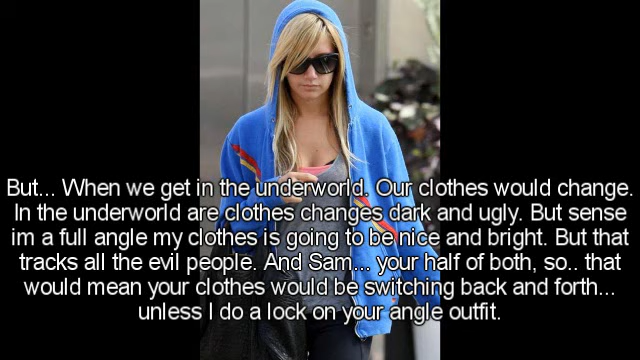 But... When we get in the underworld. Our clothes would change.
In the underworld are clothes changes dark and ugly. But sense
im a full angle my clothes is going to be nice and bright. But that
tracks all the evil people. And Sam... your half of both, so.. that
would mean your clothes would be switching back and forth...
unless I do a lock on your angle outfit.